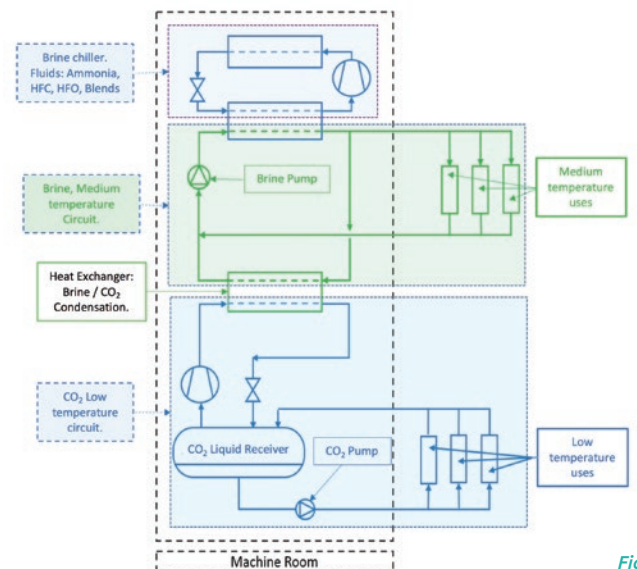 Brine chiller.
Fluids: Ammonia,
HFC, HFO, Blends
Brine, Medium
temperature
Circuit.
Brine Pump
Medium
temperature
uses
Heat Exchanger:
Brine / CO₂
Condensation.
CO₂ Low
temperature
circuit.
CO₂ Liquid Receiver
CO₂ Pump
Low
temperature
uses
Machine Room